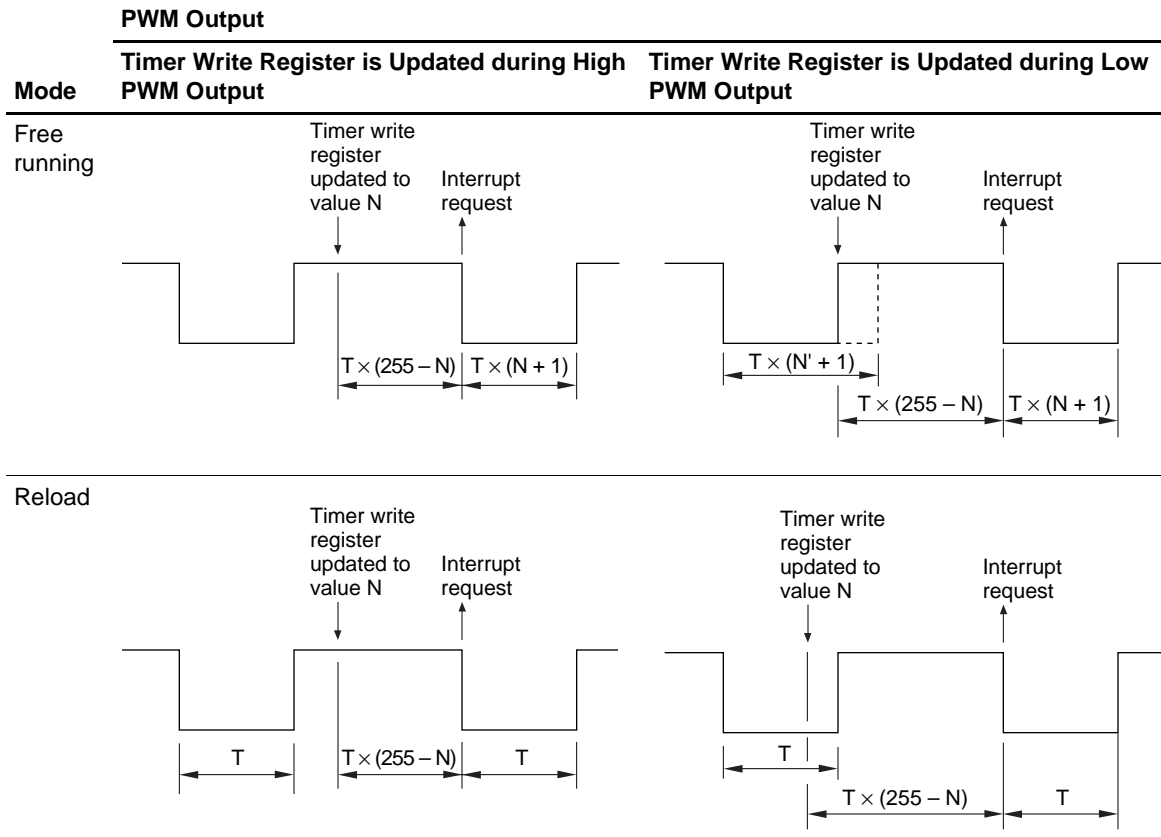 PWM Output
Mode
Timer Write Register is Updated during High
PWM Output
Timer Write Register is Updated during Low
PWM Output
Free
running
Timer write
register
updated to
value N
Interrupt
request
T × (255 – N)
T × (N + 1)
Timer write
register
updated to
value N
Interrupt
request
T × (N' + 1)
T × (255 – N)
T × (N + 1)
Reload
Timer write
register
updated to
value N
Interrupt
request
T
T × (255 – N)
T
Timer write
register
updated to
value N
Interrupt
request
T
T × (255 – N)
T